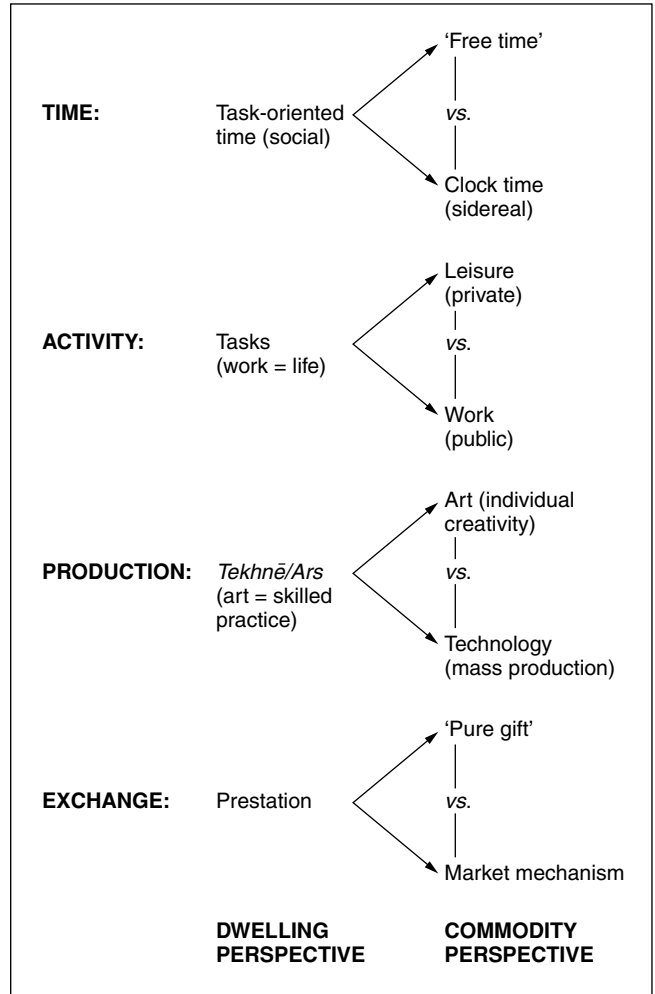 'Free time'
TIME: Task-oriented time (social) vs.
Clock time
(sidereal)
Leisure
(private)
ACTIVITY: Tasks vs.
(work = life)
Work
(public)
Art (individual
creativity)
PRODUCTION: Tekhnē/Ars vs.
(art = skilled
practice)
Technology
(mass production)
'Pure gift'
EXCHANGE: Prestation vs.
Market mechanism
DWELLING COMMODITY
PERSPECTIVE PERSPECTIVE